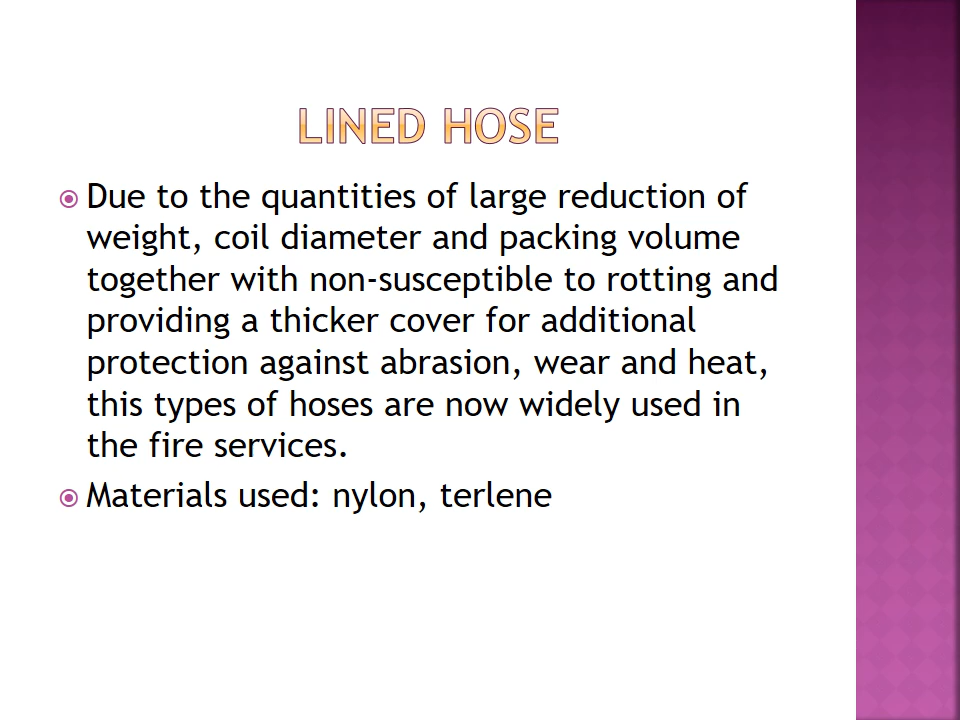 LINED HOSE
Due to the quantities of large reduction of
weight, coil diameter and packing volume
together with non-susceptible to rotting and
providing a thicker cover for additional
protection against abrasion, wear and heat,
this types of hoses are now widely used in
the fire services.
Materials used: nylon, terlene